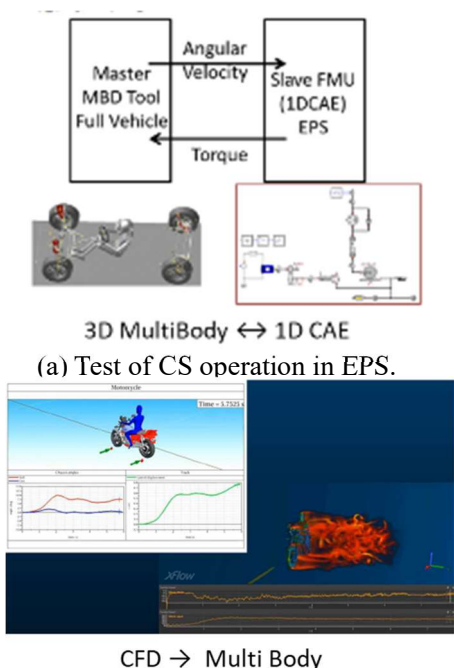 Master
MBD Tool
Full Vehicle
Angular
Velocity
Torque
Slave FMU
(1DCAE)
EPS
3D MultiBody ↔ 1D CAE
(a) Test of CS operation in EPS.
Motorcycle
Time = 5.7525 s
XFlow
CFD → Multi Body